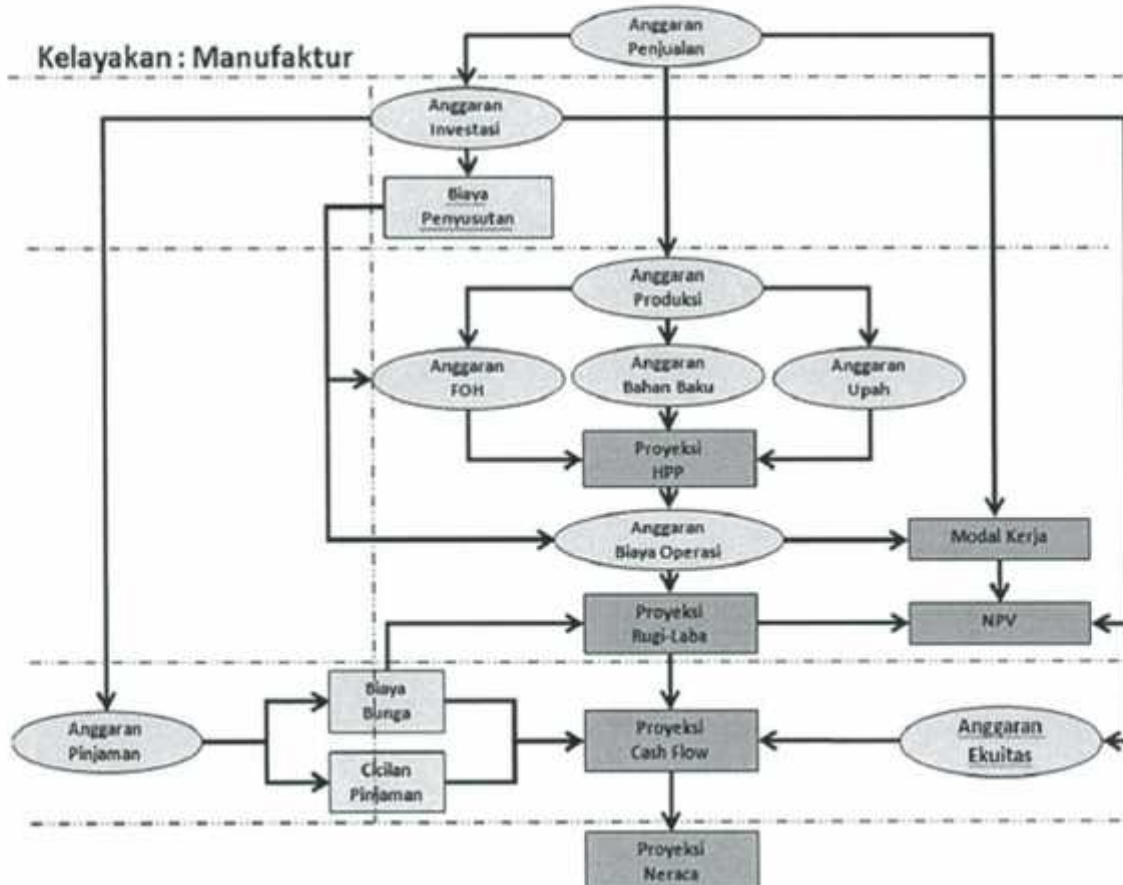 Kelayakan : Manufaktur
Anggaran
Penjualan
Anggaran
Investasi
Biaya
Penyusutan
Anggaran
Produksi
Anggaran
FOH
Anggaran
Bahan Baku
Anggaran
Upah
Proyeksi
HPP
Anggaran
Biaya Operasi
Modal Kerja
Proyeksi
Rugi-Laba
NPV
Biaya
Bunga
Anggaran
Pinjaman
Proyeksi
Cash Flow
Anggaran
Ekuitas
Cicilan
Pinjaman
Proyeksi
Neraca